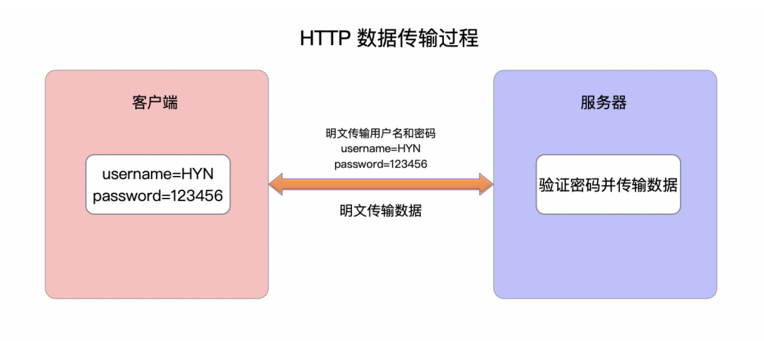 HTTP 数据传输过程
客户端
username=HYN
password=123456
明文传输用户名和密码
username=HYN
password=123456
明文传输数据
服务器
验证密码并传输数据